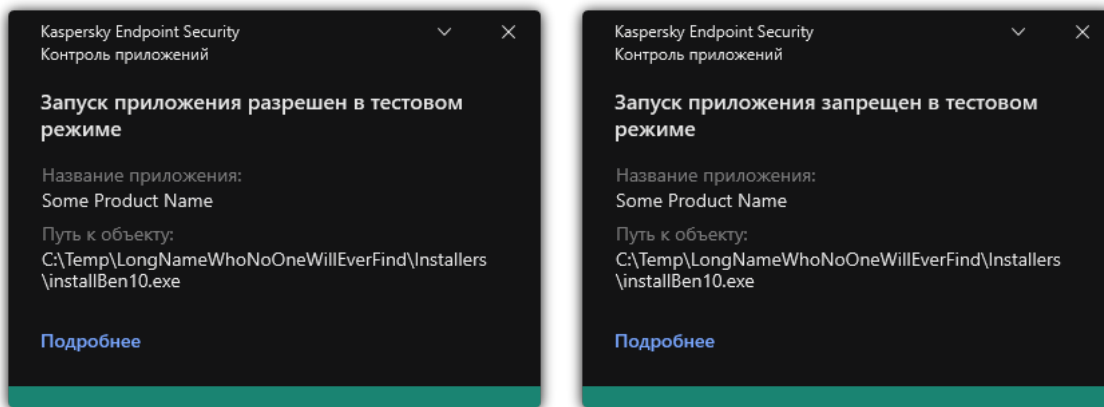 Kaspersky Endpoint Security
Контроль приложений
Запуск приложения разрешен в тестовом
режиме
Название приложения:
Some Product Name
Путь к объекту:
C:\Temp\LongNameWhoNoOneWillEverFind\Installers
\installBen10.exe
Подробнее
Kaspersky Endpoint Security
Контроль приложений
Запуск приложения запрещен в тестовом
режиме
Название приложения:
Some Product Name
Путь к объекту:
C:\Temp\LongNameWhoNoOneWillEverFind\Installers
\installBen10.exe
Подробнее